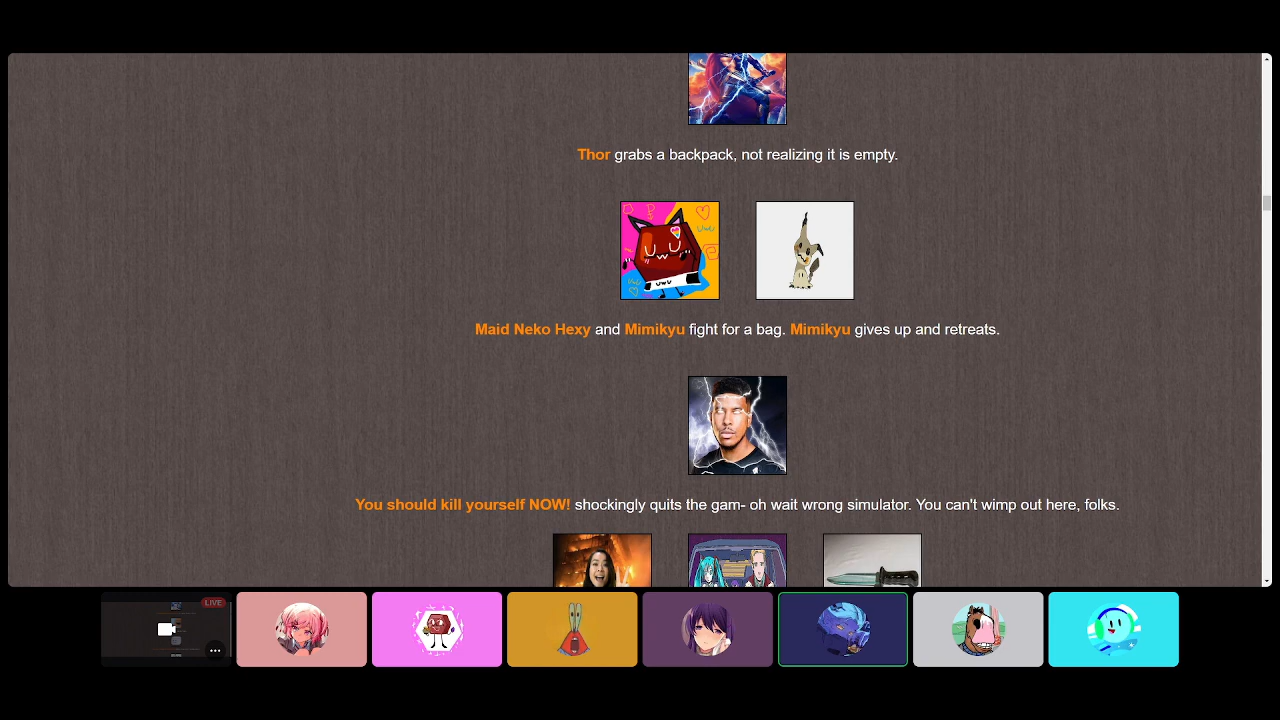 Thor grabs a backpack, not realizing it is empty.
UwU
UwU
Maid Neko Hexy and Mimikyu fight for a bag. Mimikyu gives up and retreats.
You should kill yourself NOW! shockingly quits the gam- oh wait wrong simulator. You can't wimp out here, folks.
LIVE